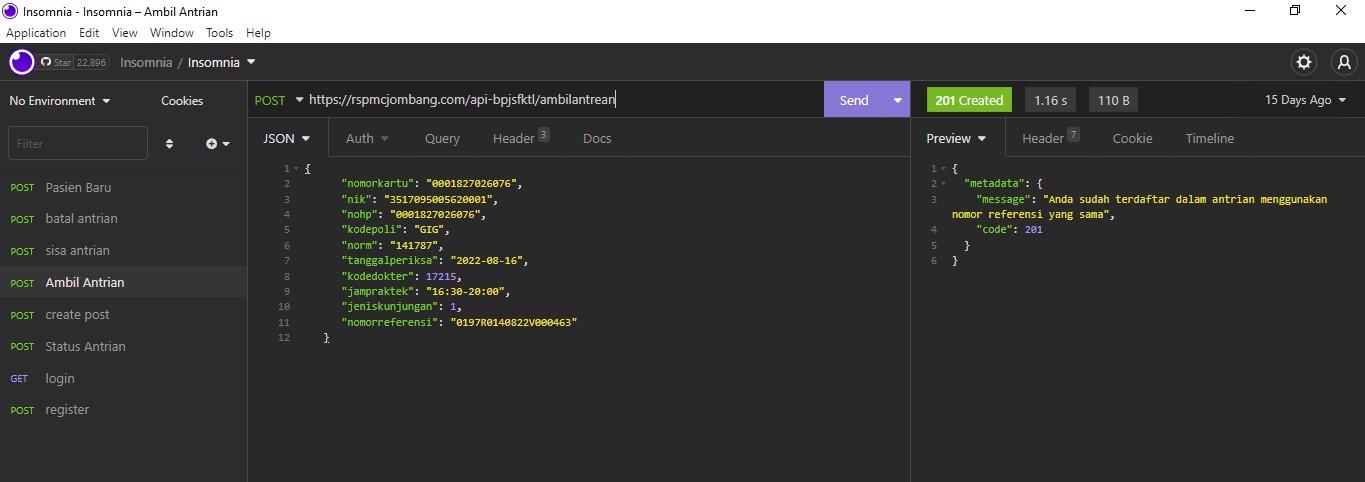 Insomnia - Insomnia – Ambil Antrian
Application Edit View Window Tools Help
Star 22,896 Insomnia / Insomnia
No Environment Cookies
Filter
POST Pasien Baru
POST batal antrian
POST sisa antrian
POST Ambil Antrian
POST create post
POST Status Antrian
GET login
POST register
POST https://rspmcjombang.com/api-bpjsfktl/ambilantrean Send
JSON Auth Query Header 3 Docs
1 {
2 "nomorkartu": "0001827026076",
3 "nik": "3517095005620001",
4 "nohp": "0001827026076",
5 "kodepoli": "GIG",
6 "norm": "141787",
7 "tanggalperiksa": "2022-08-16",
8 "kodedokter": 17215,
9 "jampraktek": "16:30-20:00",
10 "jeniskunjungan": 1,
11 "nomorreferensi": "0197R0140822V000463"
12 }
201 Created 1.16 s 110 B 15 Days Ago
Preview Header 7 Cookie Timeline
1 {
2 "metadata": {
3 "message": "Anda sudah terdaftar dalam antrian menggunakan
nomor referensi yang sama",
4 "code": 201
5 }
6 }